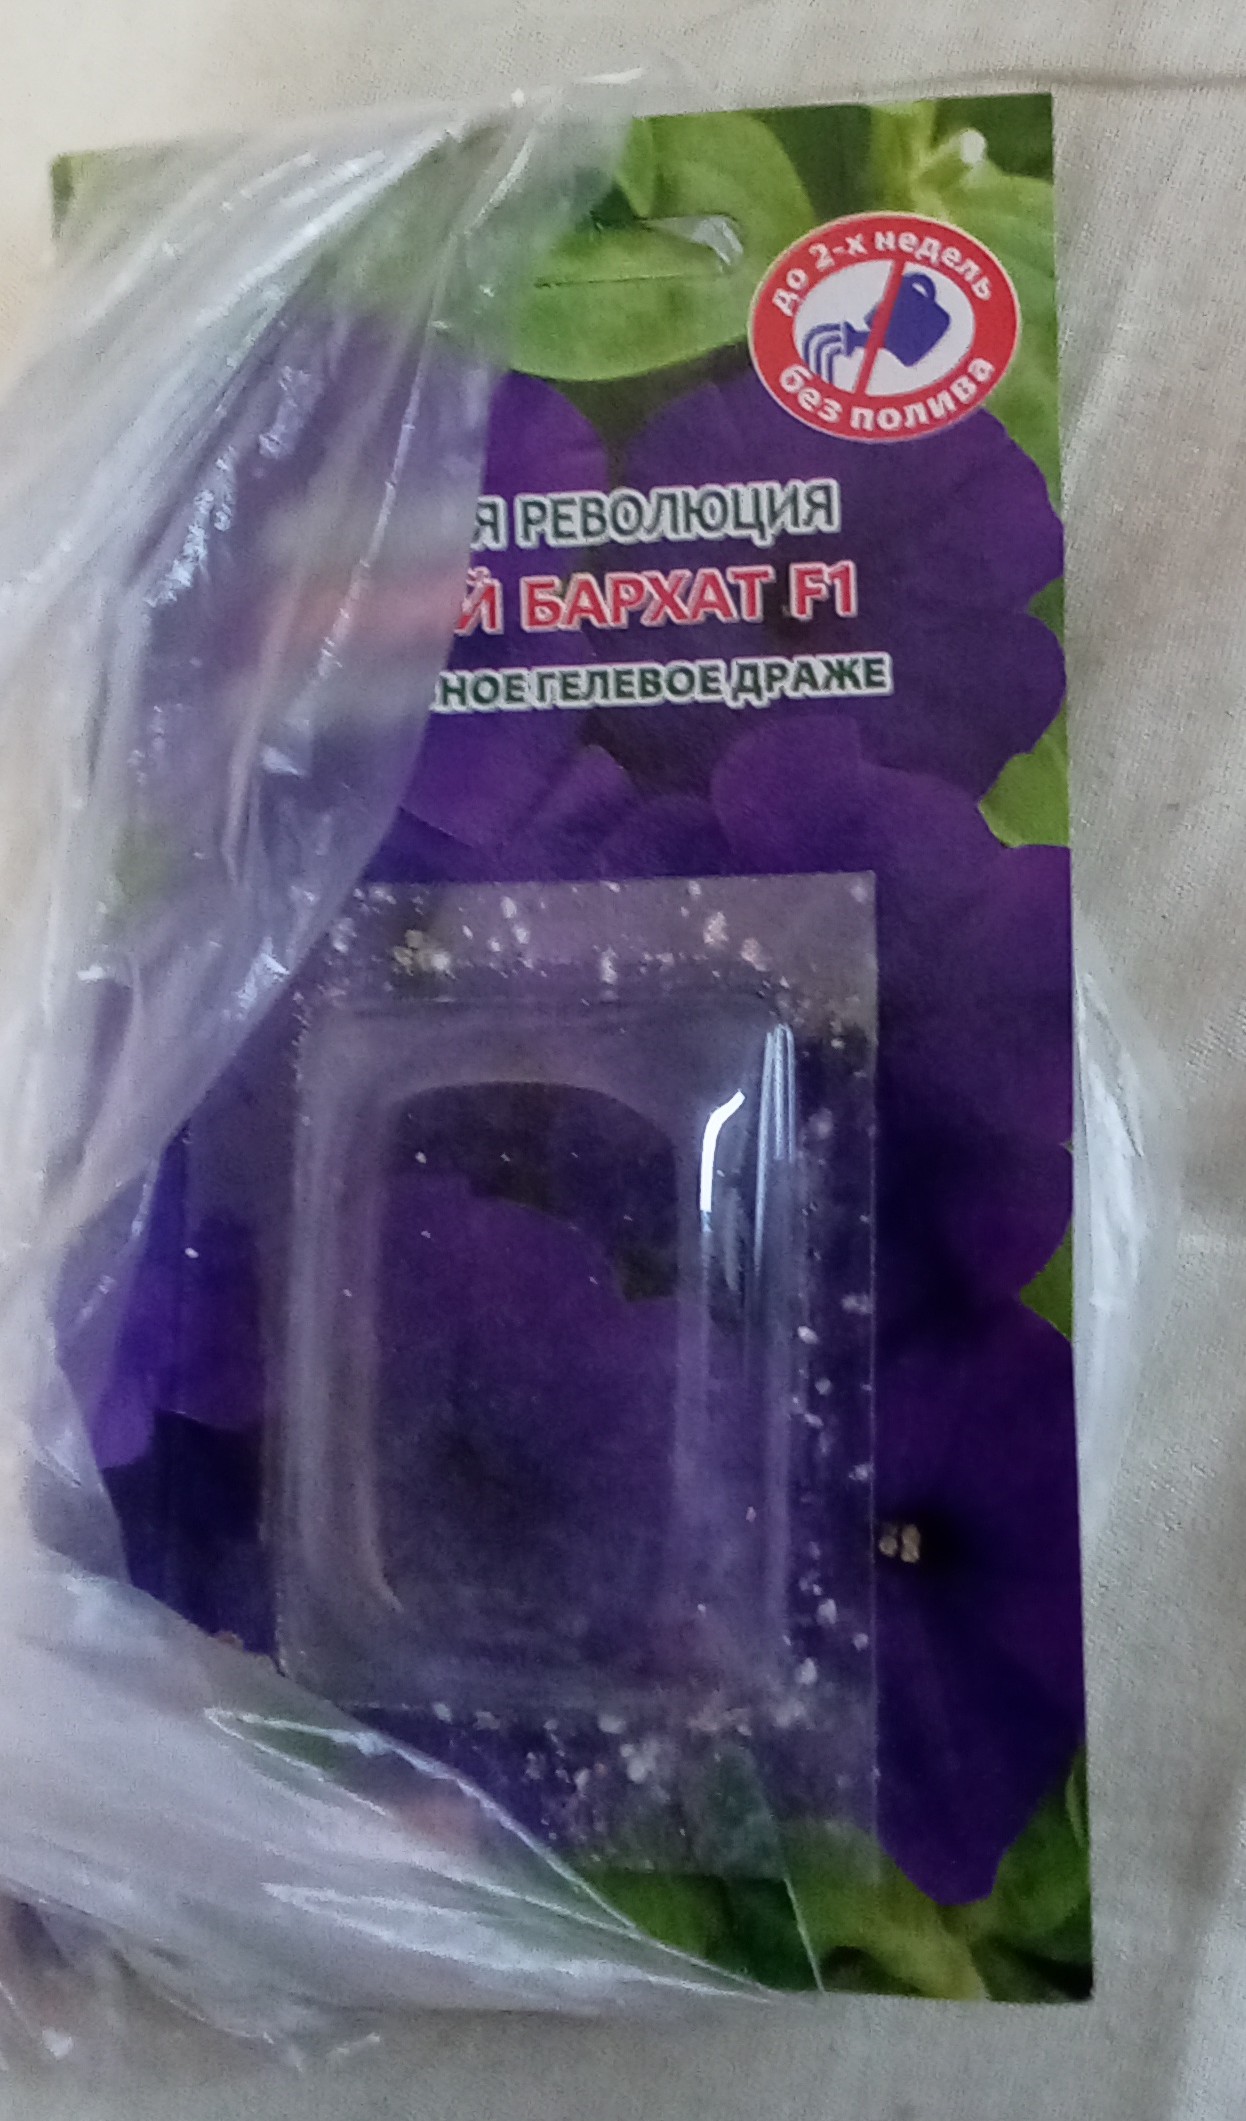 до 2-х недель
без полива
Я РЕВОЛЮЦИЯ
Й БАРХАТ F1
НОЕ ГЕЛЕВОЕ ДРАЖЕ